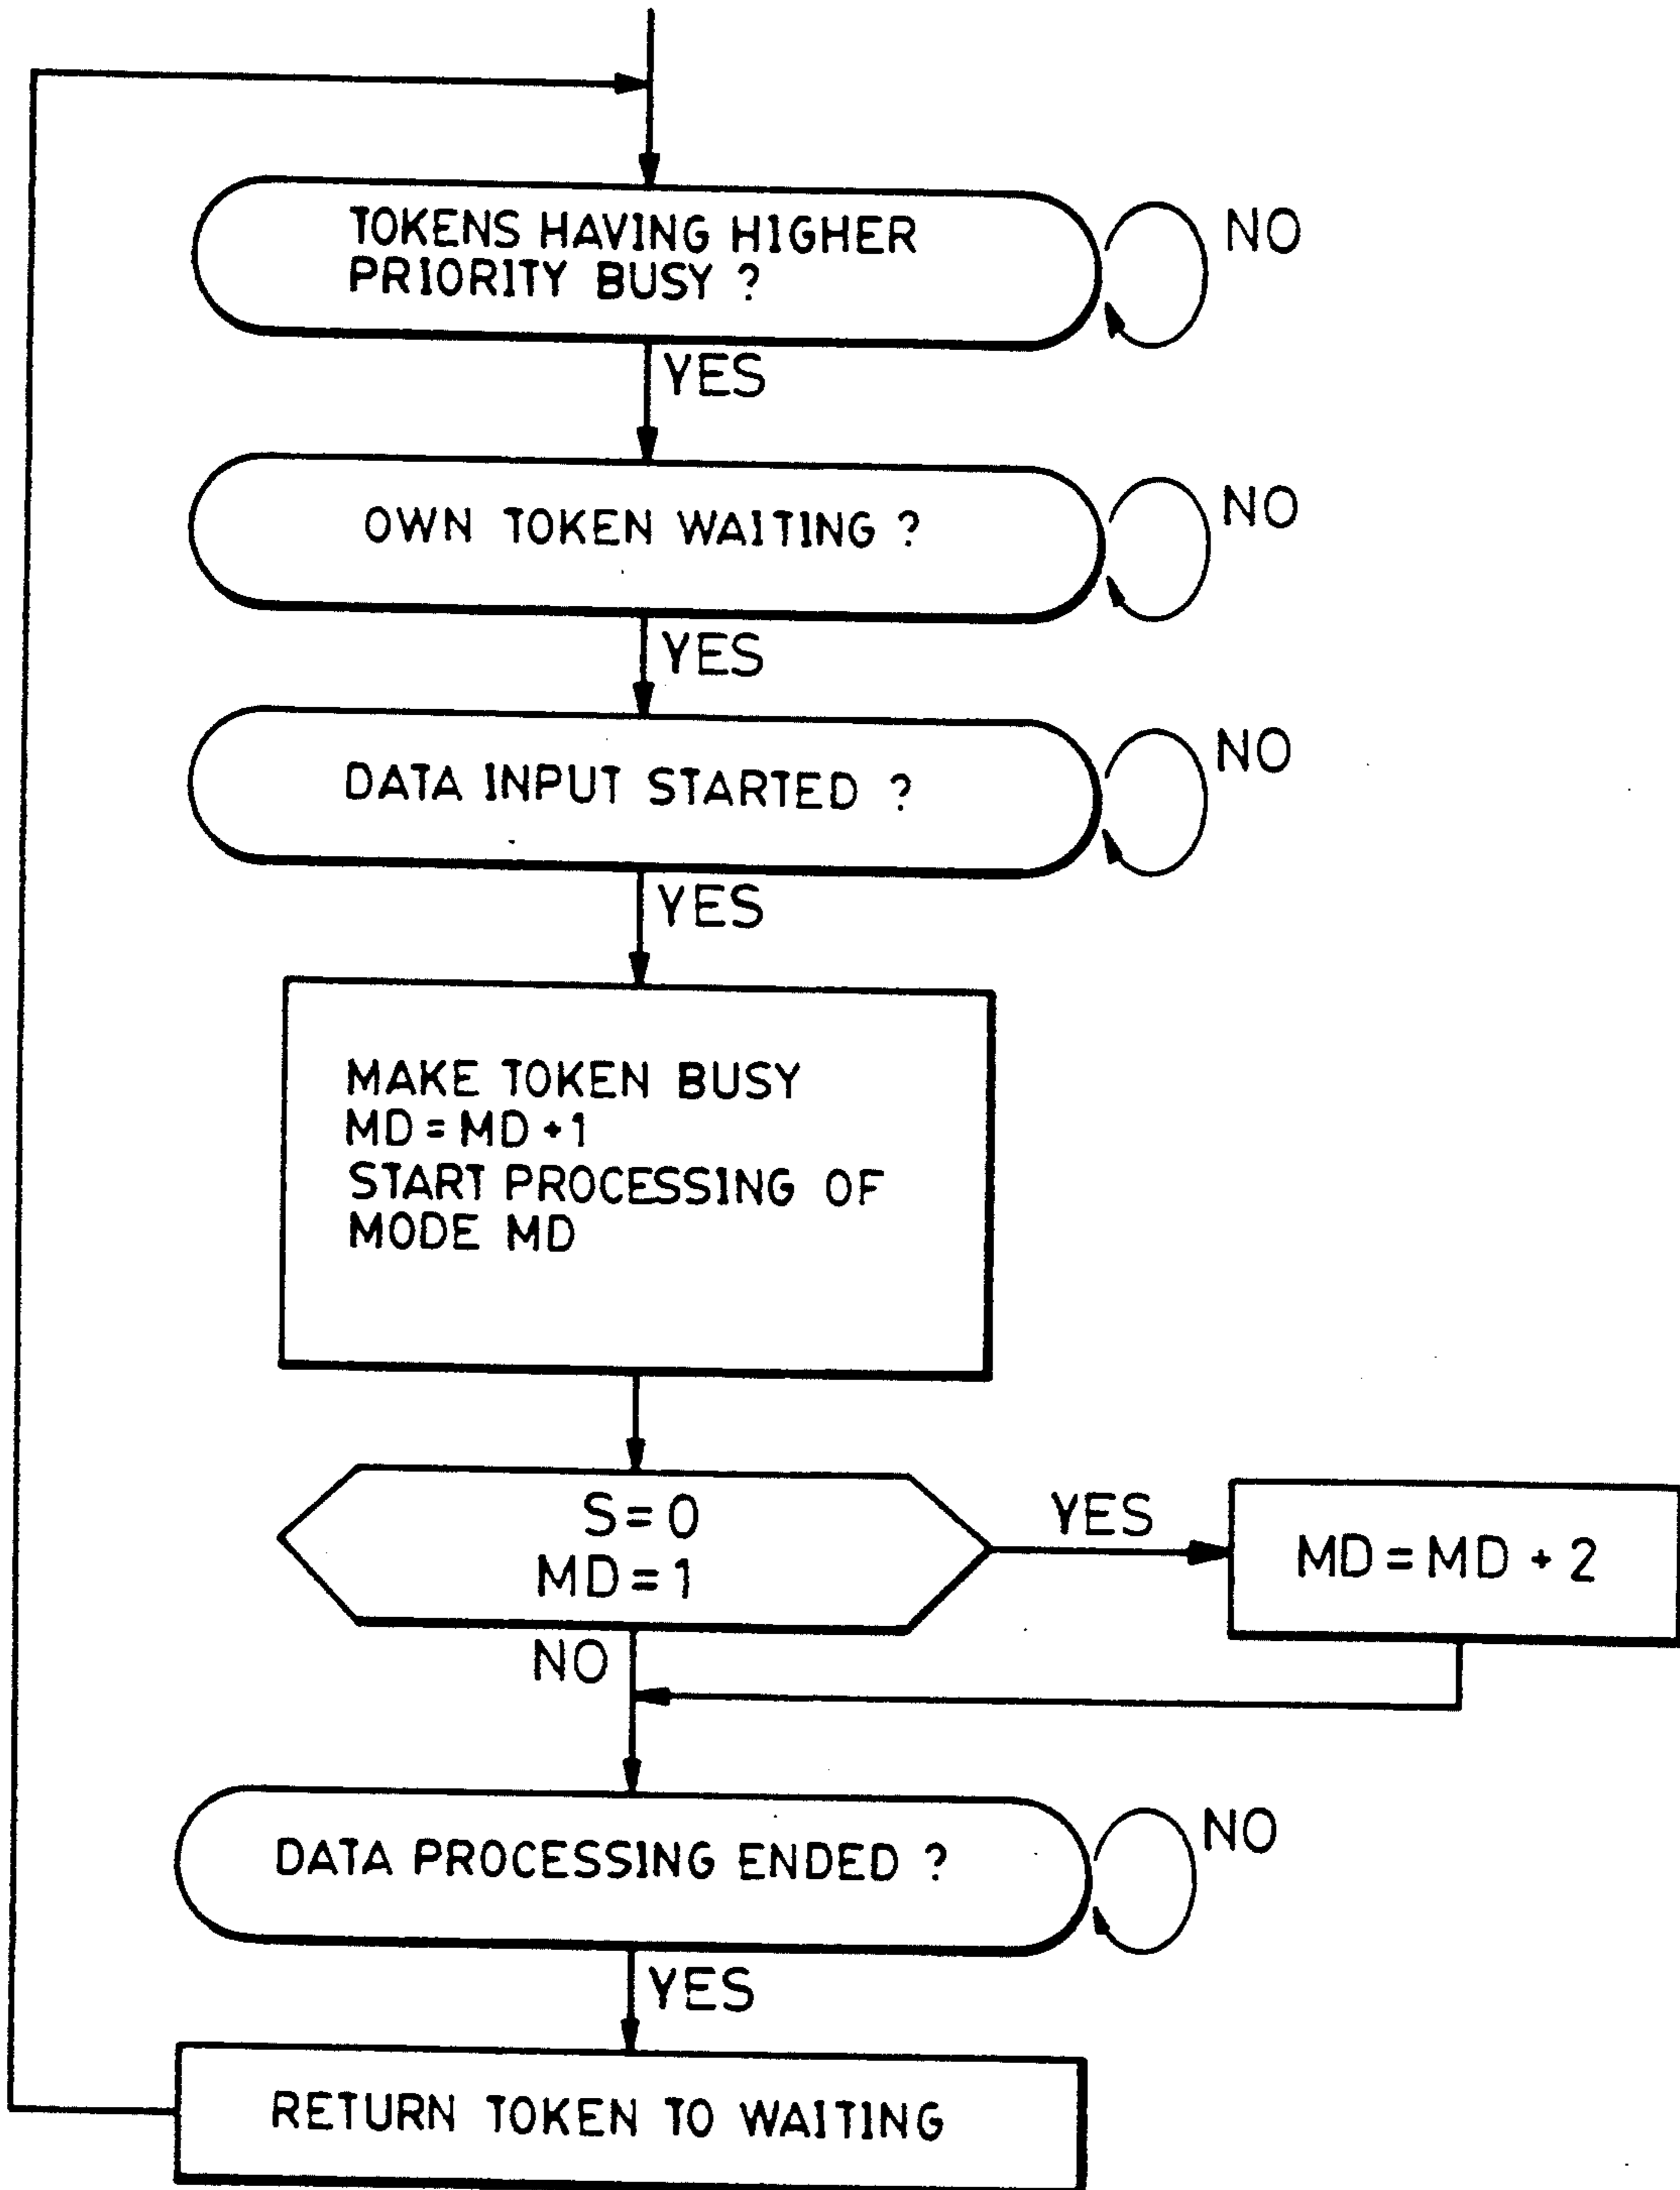 TOKENS HAVING HIGHER
PRIORITY BUSY ?
NO
YES
OWN TOKEN WAITING ?
NO
YES
DATA INPUT STARTED ?
NO
YES
MAKE TOKEN BUSY
MD = MD + 1
START PROCESSING OF
MODE MD
S = 0
MD = 1
YES
MD = MD + 2
NO
DATA PROCESSING ENDED ?
NO
YES
RETURN TOKEN TO WAITING